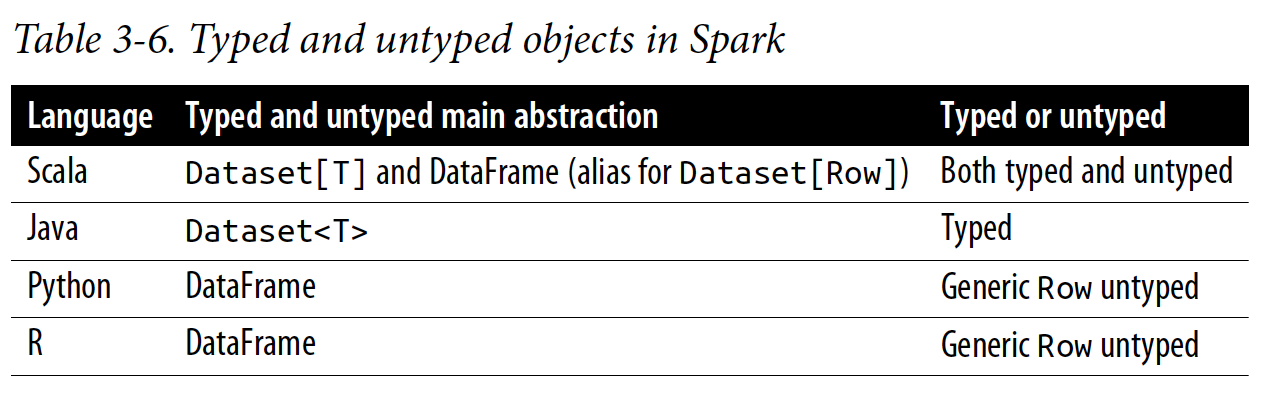 Table 3-6. Typed and untyped objects in Spark
Language Typed and untyped main abstraction Typed or untyped
Scala Dataset[T] and DataFrame (alias for Dataset[Row]) Both typed and untyped
Java Dataset<T> Typed
Python DataFrame Generic Row untyped
R DataFrame Generic Row untyped